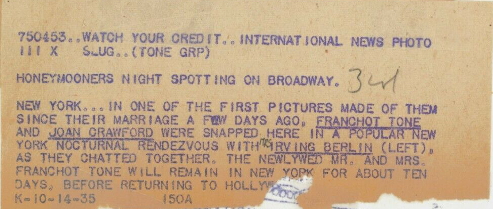 750453..WATCH YOUR CREDIT.. INTERNATIONAL NEWS PHOTO
III X SLUG..(TONE GRP)
HONEYMOONERS NIGHT SPOTTING ON BROADWAY. 3rd
NEW YORK... IN ONE OF THE FIRST PICTURES MADE OF THEM
SINCE THEIR MARRIAGE A FEW DAYS AGO, FRANCHOT TONE
AND JOAN CRAWFORD WERE SNAPPED HERE IN A POPULAR NEW
YORK NOCTURNAL RENDEZVOUS WITH IRVING BERLIN (LEFT),
AS THEY CHATTED TOGETHER. THE NEWLYWED MR. AND MRS.
FRANCHOT TONE WILL REMAIN IN NEW YORK FOR ABOUT TEN
DAYS, BEFORE RETURNING TO
K-10-14-35 150A